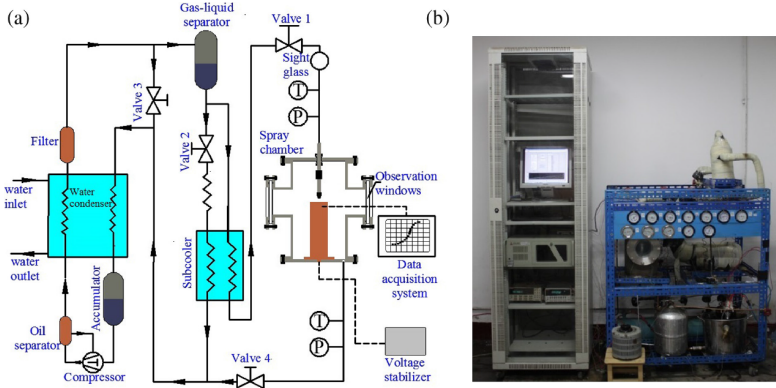 (a)
Gas-liquid
separator
Valve 1
Sight
glass
T
P
Valve 3
Filter
Valve 2
Spray
chamber
Observation
windows
water
inlet
Water
condenser
water
outlet
Subcooler
Data
acquisition
system
Accumulator
Oil
separator
Compressor
Valve 4
T
P
Voltage
stabilizer
(b)